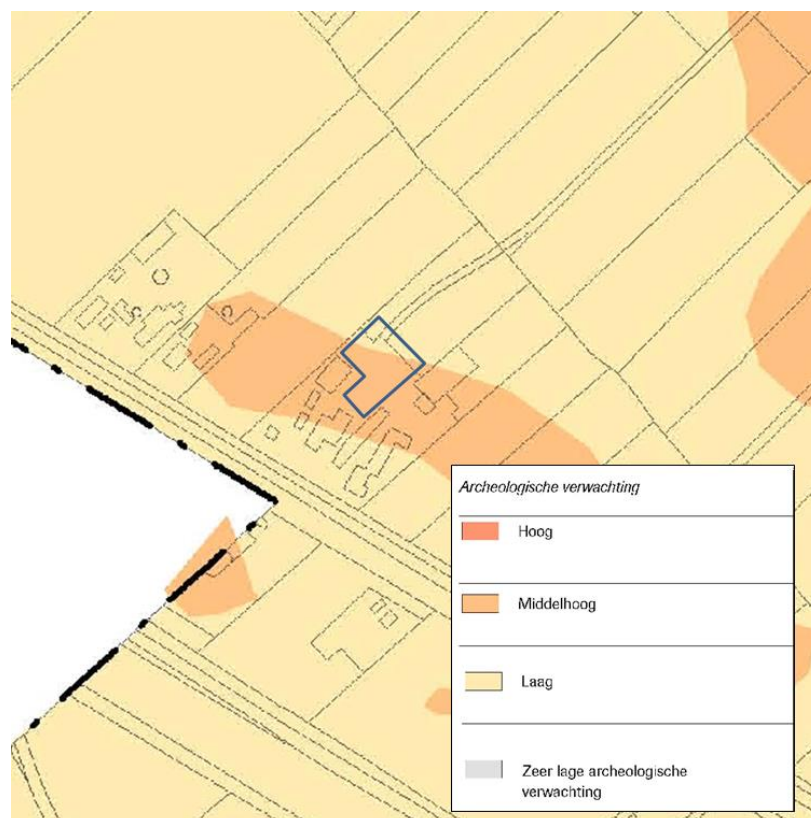 Archeologische verwachting
Hoog
Middelhoog
Laag
Zeer lage archeologische
verwachting